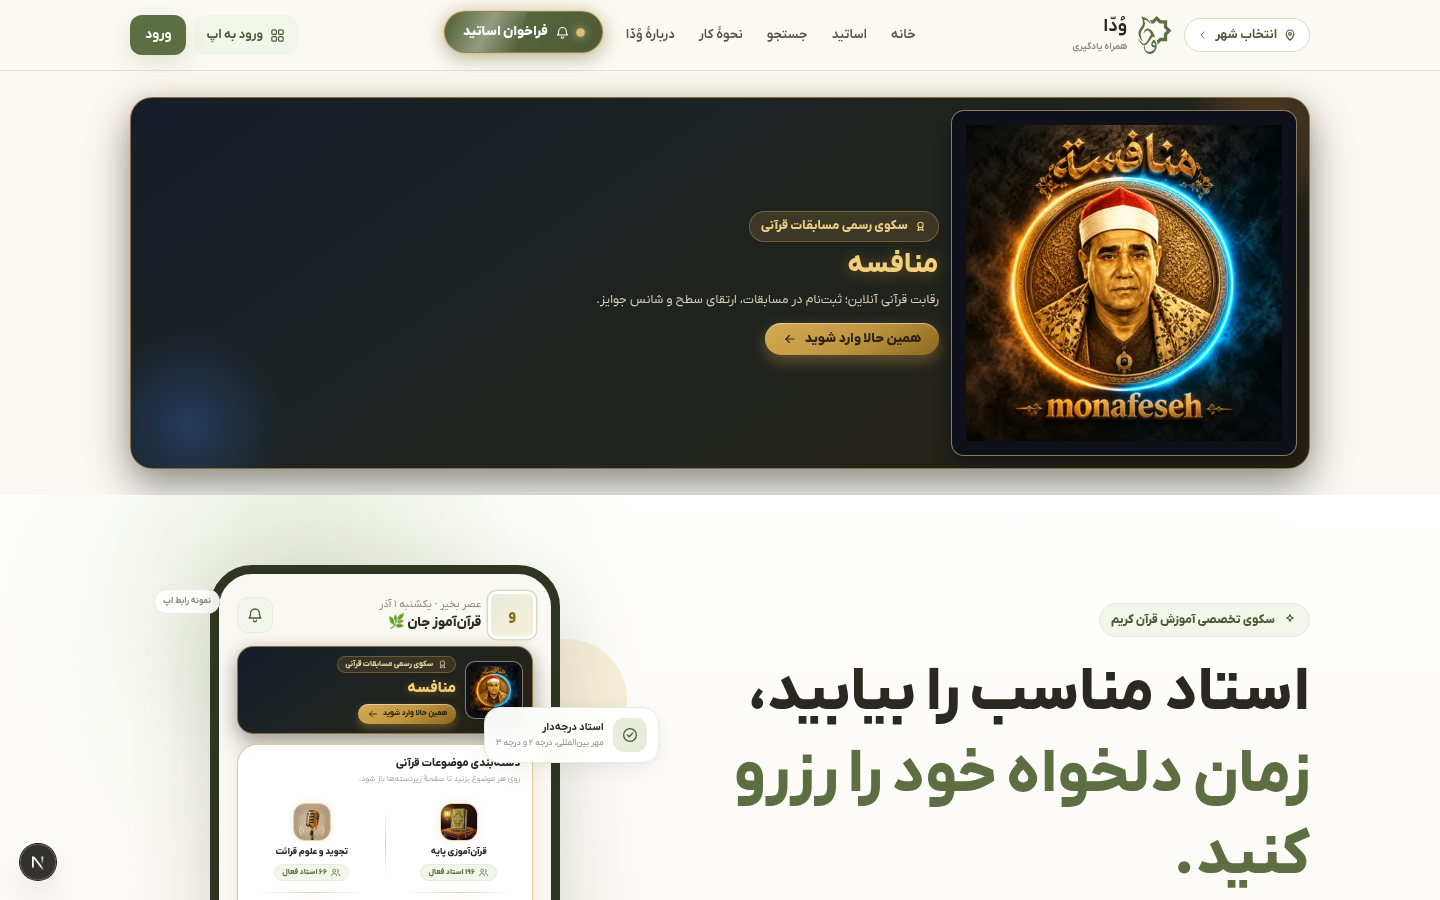 انتخاب شهر
وُدّا
همراه یادگیری
خانه
اساتید
جستجو
نحوهٔ کار
دربارهٔ وُدّا
فراخوان اساتید
ورود به اپ
ورود
منافسة
monafeseh
سکوی رسمی مسابقات قرآنی
منافسه
رقابت قرآنی آنلاین؛ ثبت‌نام در مسابقات، ارتقای سطح و شانس جوایز.
همین حالا وارد شوید
سکوی تخصصی آموزش قرآن کریم
استاد مناسب را بیابید،
زمان دلخواه خود را رزرو
کنید.
نمونه رابط اپ
و
عصر بخیر · یکشنبه ۱ آذر
قرآن‌آموز جان
سکوی رسمی مسابقات قرآنی
منافسه
همین حالا وارد شوید
استاد درجه‌دار
مهر بین‌المللی، درجه ۲ و درجه ۳
دسته‌بندی موضوعات قرآنی
روی هر موضوع بزنید تا صفحهٔ زیردسته‌ها باز شود.
قرآن‌آموزی پایه
۱۹۶ استاد فعال
تجوید و علوم قرائت
۶۶ استاد فعال
N